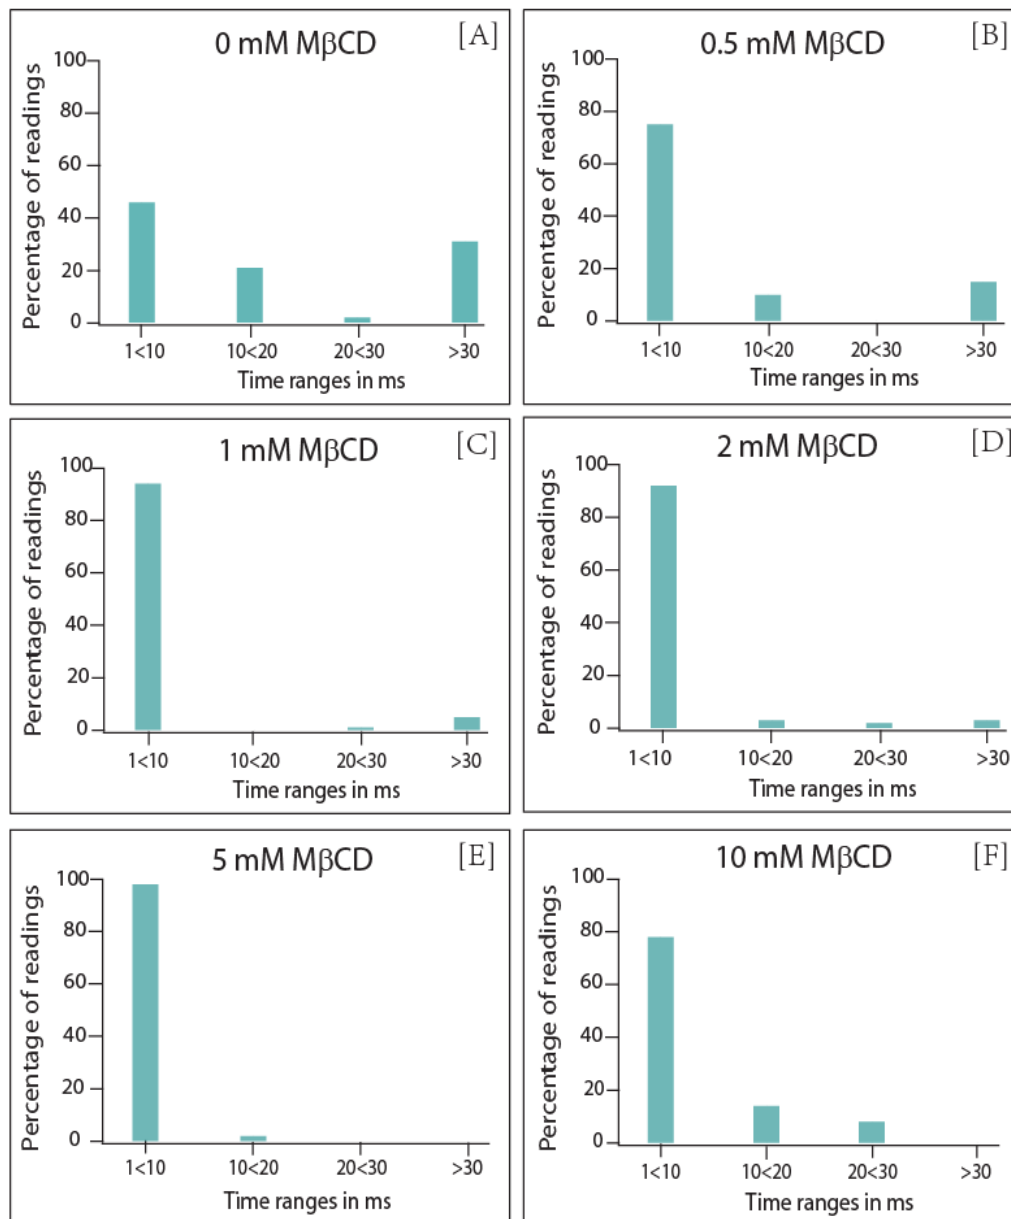 0 mM MβCD
[A]
Percentage of readings
100
80
60
40
20
0
1<10 10<20 20<30 >30
Time ranges in ms
0.5 mM MβCD
[B]
Percentage of readings
100
80
60
40
20
0
1<10 10<20 20<30 >30
Time ranges in ms
1 mM MβCD
[C]
Percentage of readings
100
80
60
40
20
0
1<10 10<20 20<30 >30
Time ranges in ms
2 mM MβCD
[D]
Percentage of readings
100
80
60
40
20
0
1<10 10<20 20<30 >30
Time ranges in ms
5 mM MβCD
[E]
Percentage of readings
100
80
60
40
20
0
1<10 10<20 20<30 >30
Time ranges in ms
10 mM MβCD
[F]
Percentage of readings
100
80
60
40
20
0
1<10 10<20 20<30 >30
Time ranges in ms